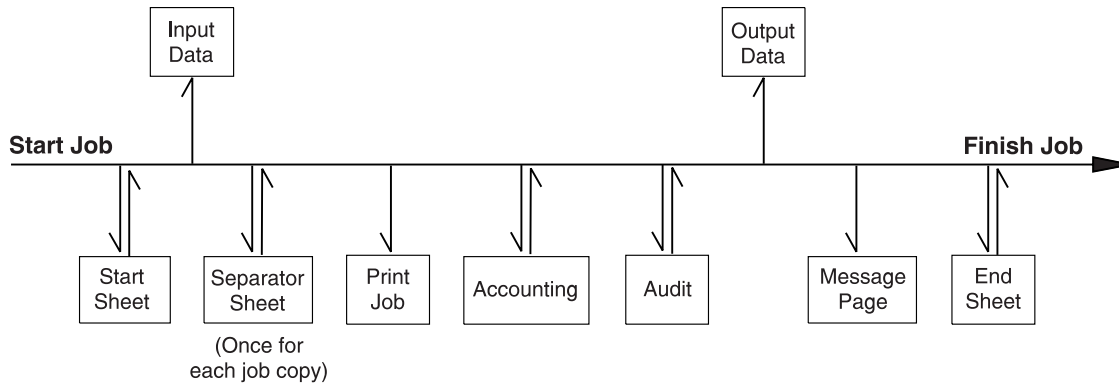 Input
Data
Output
Data
Start Job
Finish Job
Start
Sheet
Separator
Sheet
Print
Job
Accounting
Audit
Message
Page
End
Sheet
(Once for
each job copy)